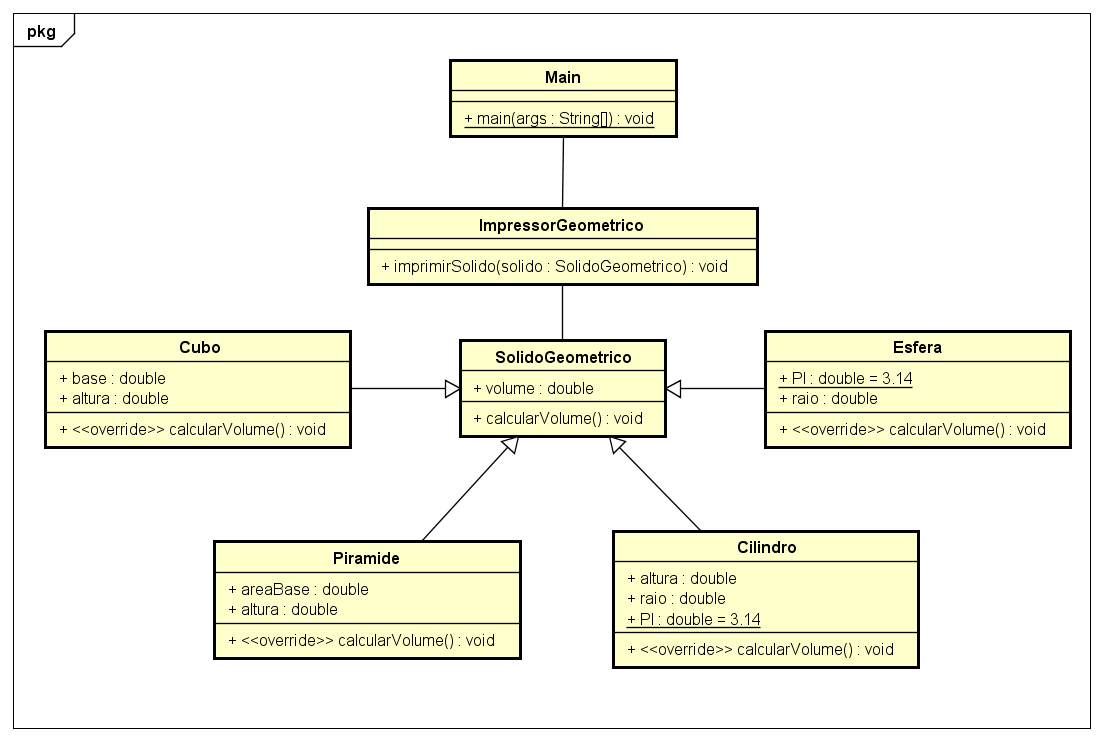 pkg
Main
+ main(args : String[]) : void
ImpressorGeometrico
+ imprimirSolido(solido : SolidoGeometrico) : void
Cubo
+ base : double
+ altura : double
+ <<override>> calcularVolume() : void
SolidoGeometrico
+ volume : double
+ calcularVolume() : void
Esfera
+ PI : double = 3.14
+ raio : double
+ <<override>> calcularVolume() : void
Piramide
+ areaBase : double
+ altura : double
+ <<override>> calcularVolume() : void
Cilindro
+ altura : double
+ raio : double
+ PI : double = 3.14
+ <<override>> calcularVolume() : void